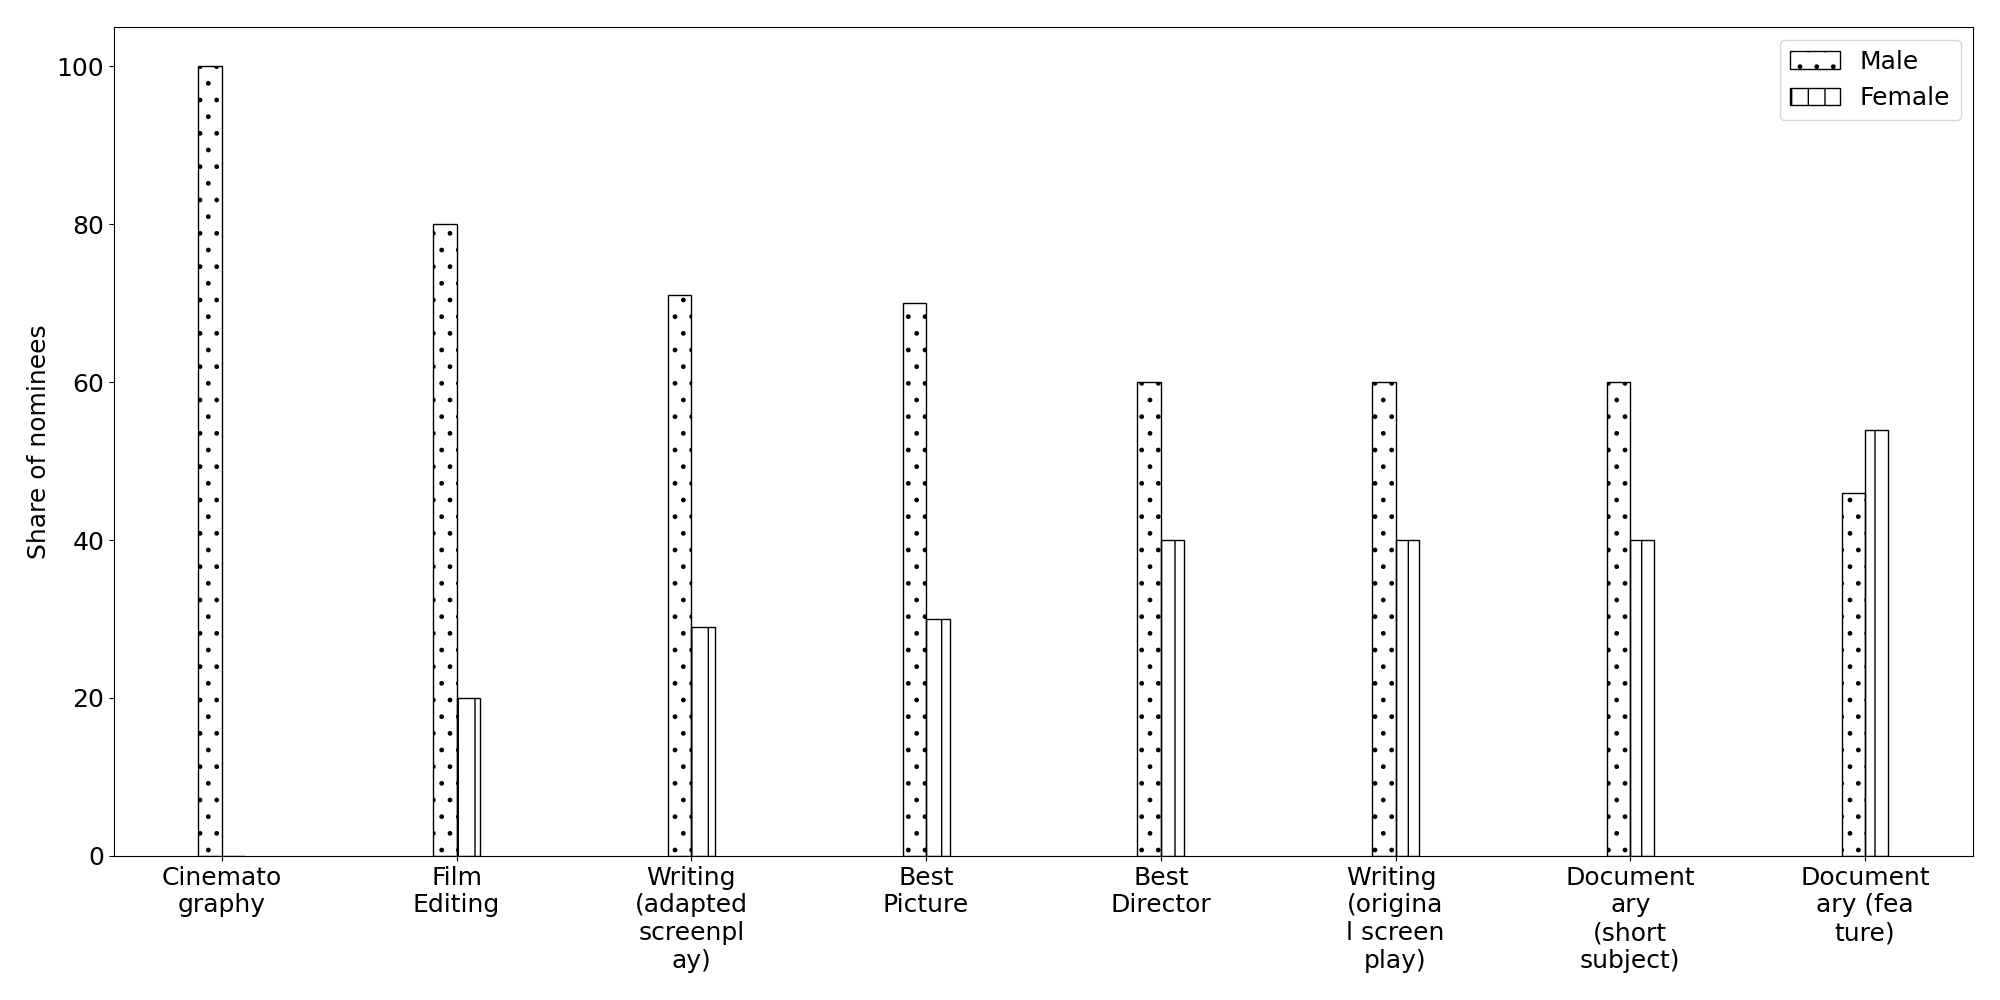 Male
Female
Share of nominees
100
80
60
40
20
0
Cinemato
graphy
Film
Editing
Writing
(adapted
screenpl
ay)
Best
Picture
Best
Director
Writing
(origina
l screen
play)
Document
ary
(short
subject)
Document
ary (fea
ture)